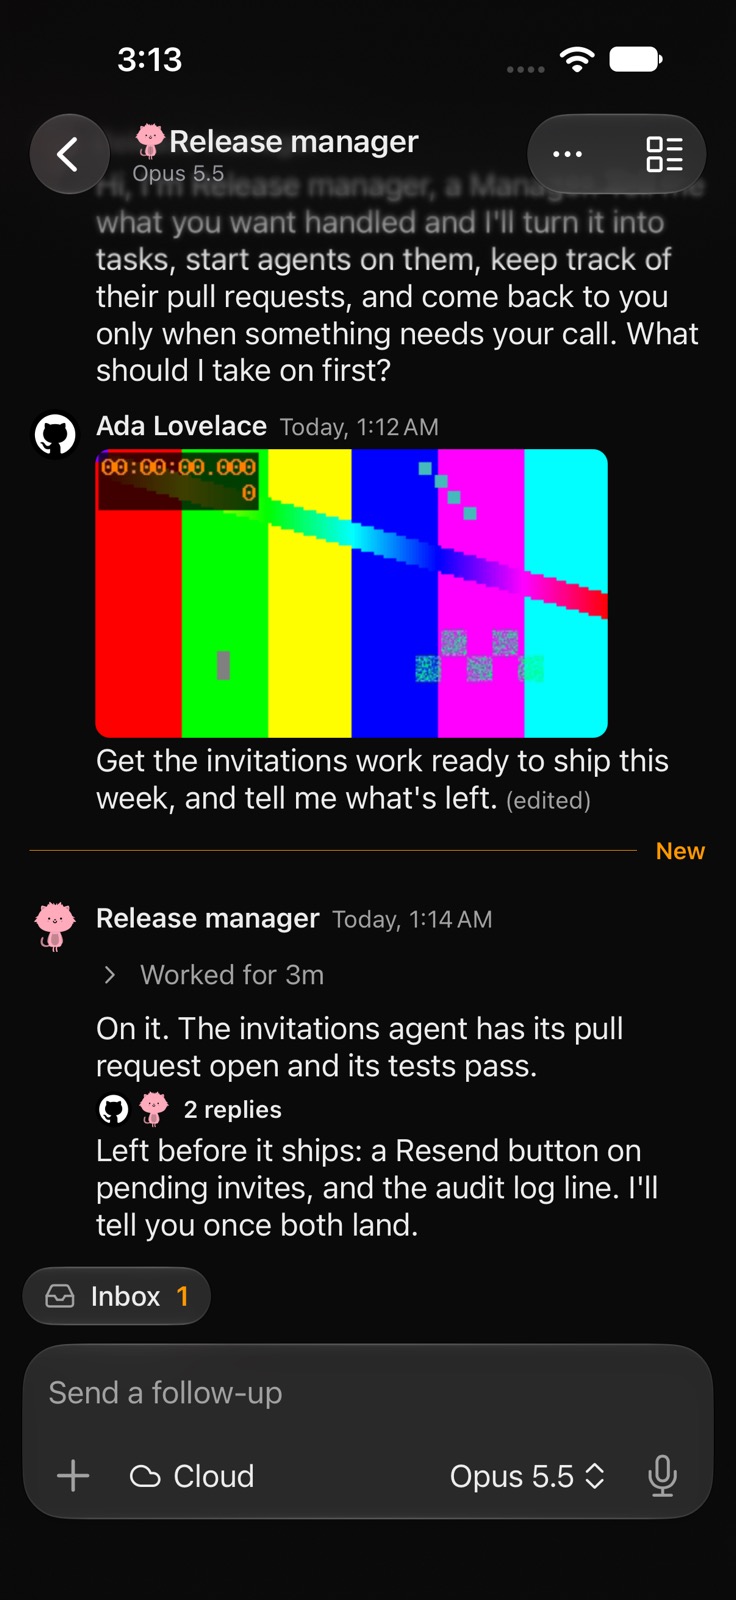 3:13
Release manager
Opus 5.5
Hi, I'm Release manager, a Manager. Tell me
what you want handled and I'll turn it into
tasks, start agents on them, keep track of
their pull requests, and come back to you
only when something needs your call. What
should I take on first?
Ada Lovelace Today, 1:12 AM
00:00:00.000
0
Get the invitations work ready to ship this
week, and tell me what's left. (edited)
New
Release manager Today, 1:14 AM
Worked for 3m
On it. The invitations agent has its pull
request open and its tests pass.
2 replies
Left before it ships: a Resend button on
pending invites, and the audit log line. I'll
tell you once both land.
Inbox 1
Send a follow-up
Cloud
Opus 5.5